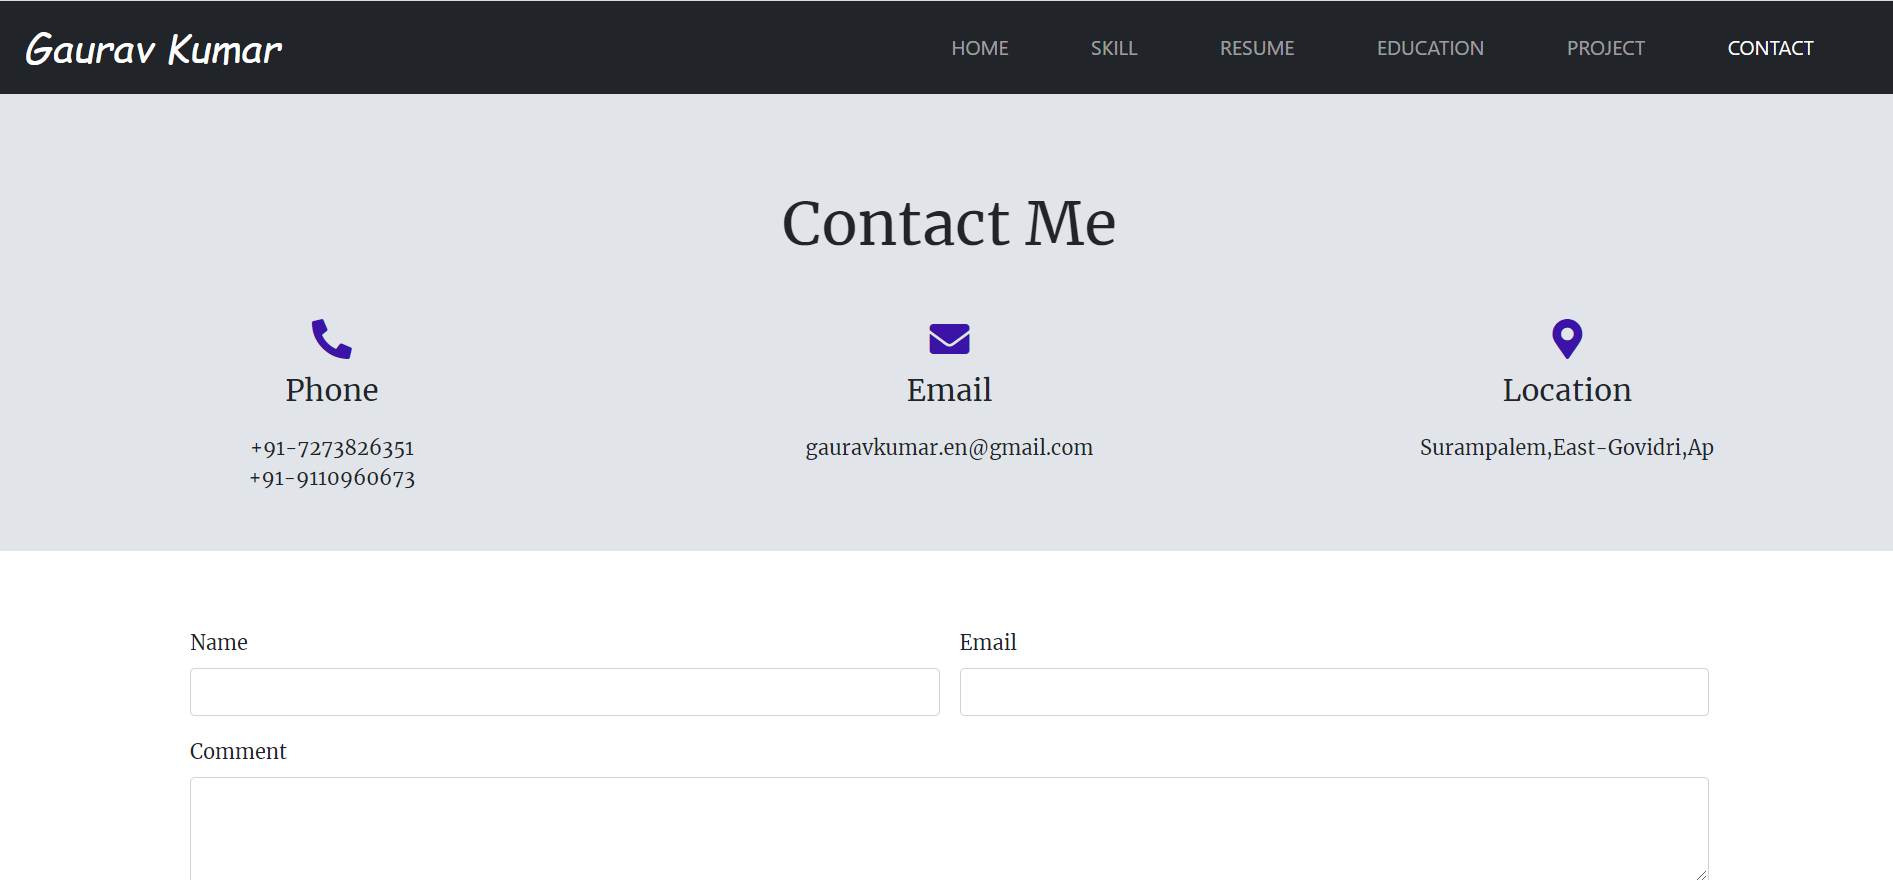 Gaurav Kumar
HOME SKILL RESUME EDUCATION PROJECT CONTACT
Contact Me
Phone
+91-7273826351
+91-9110960673
Email
gauravkumar.en@gmail.com
Location
Surampalem,East-Govidri,Ap
Name
Email
Comment